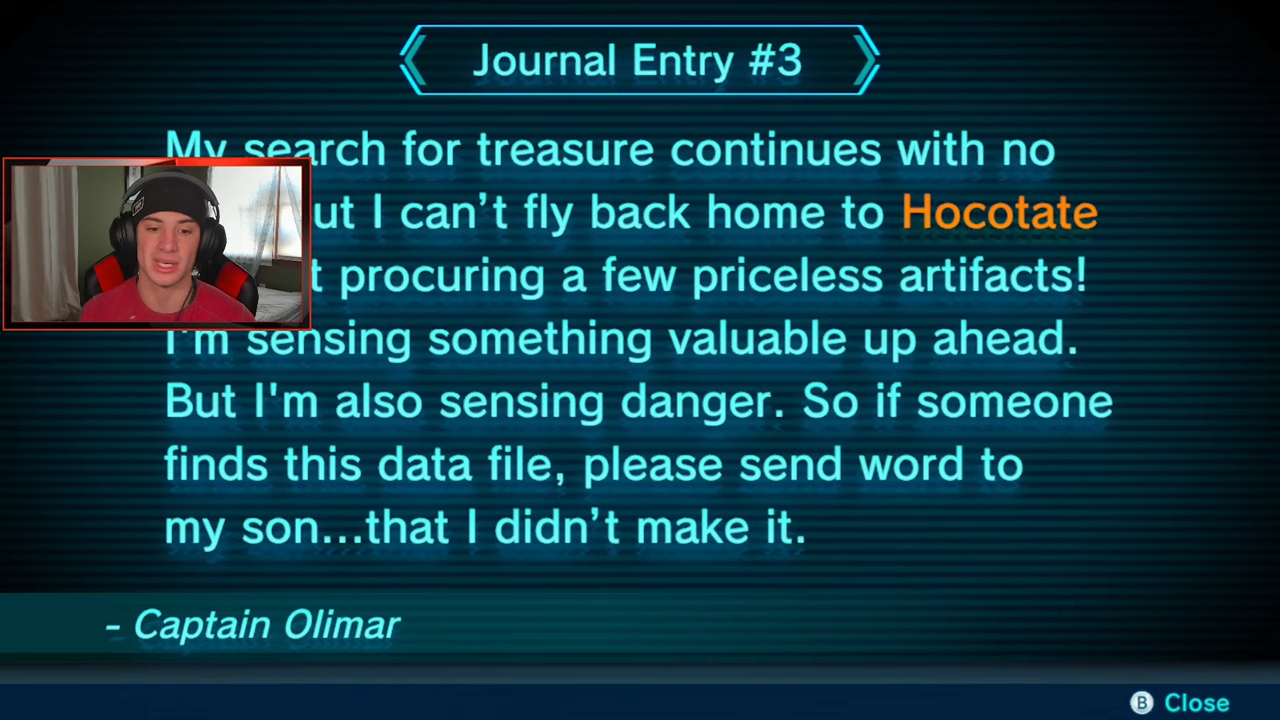 Journal Entry #3
My search for treasure continues with no
ut I can't fly back home to Hocotate
t procuring a few priceless artifacts!
I'm sensing something valuable up ahead.
But I'm also sensing danger. So if someone
finds this data file, please send word to
my son...that I didn't make it.
- Captain Olimar
B Close